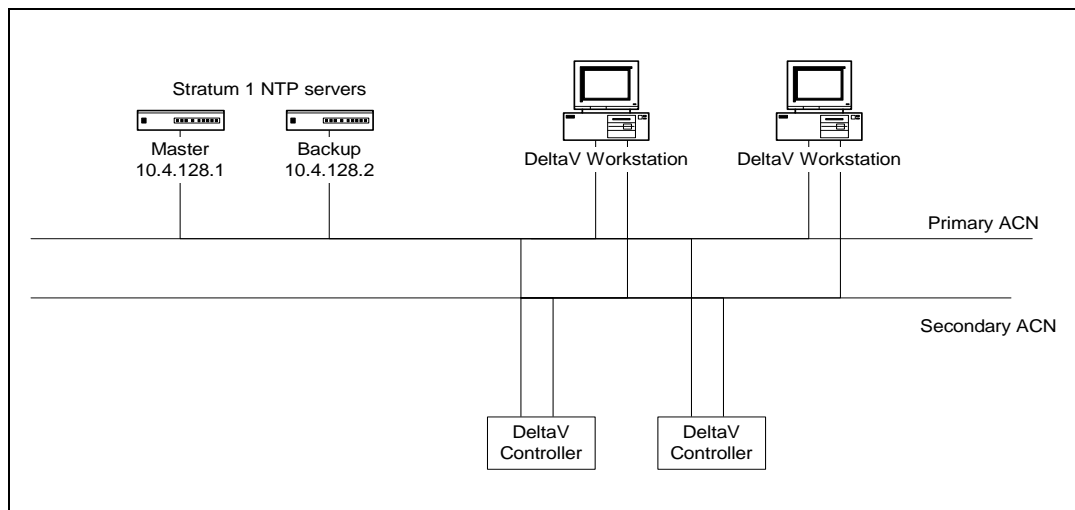 Stratum 1 NTP servers
Master
10.4.128.1
Backup
10.4.128.2
DeltaV Workstation
DeltaV Workstation
Primary ACN
Secondary ACN
DeltaV
Controller
DeltaV
Controller